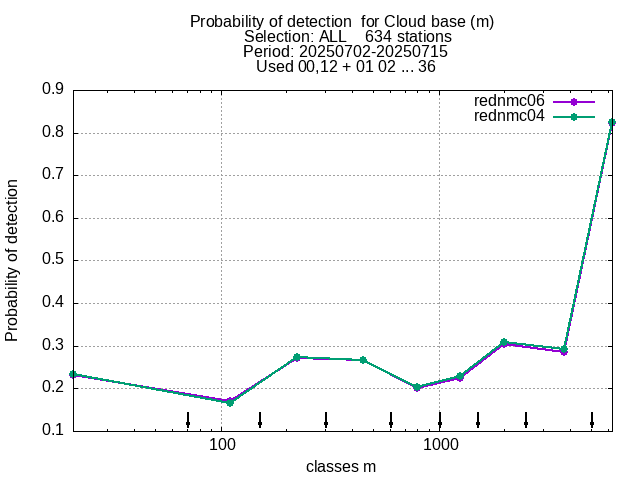 Probability of detection  for Cloud base (m)
Selection: ALL    634 stations
Period: 20250702-20250715
Used 00,12 + 01 02 ... 36
rednmc06
rednmc04
0.9
0.8
0.7
0.6
0.5
0.4
0.3
0.2
0.1
Probability of detection
100
1000
classes m